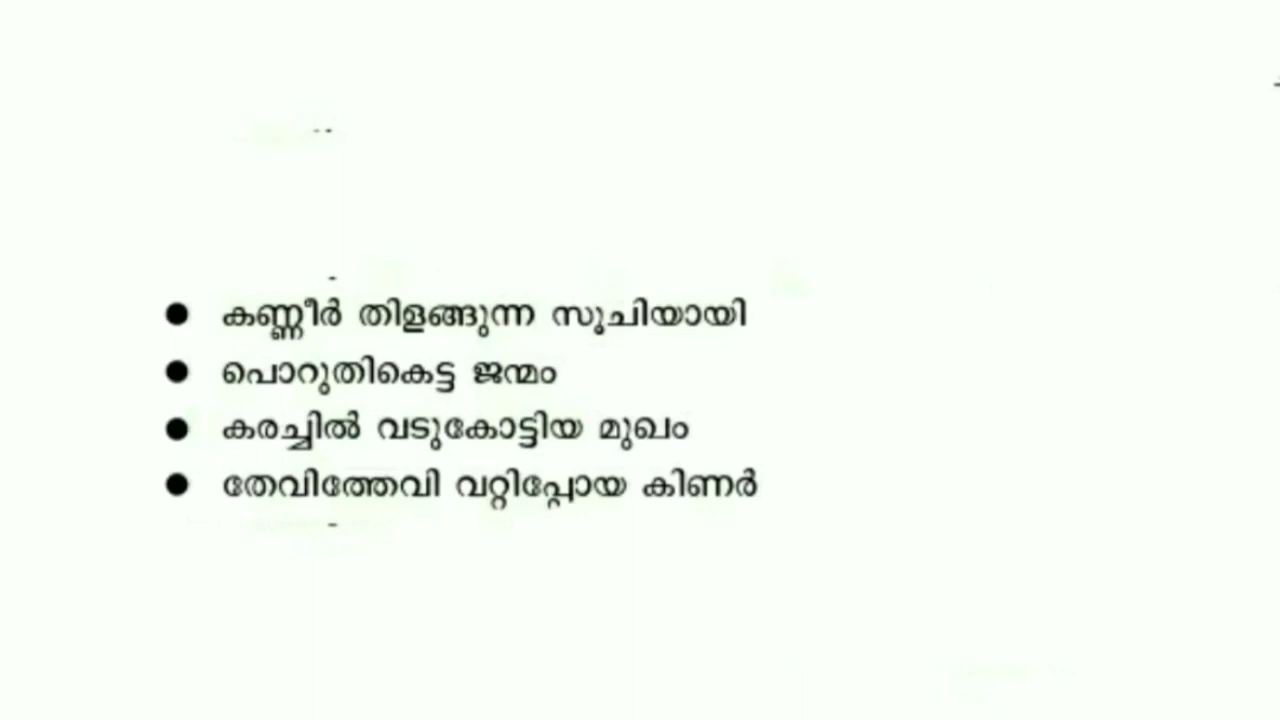 ● കണ്ണീർ തിളങ്ങുന്ന സൂചിയായി
● പൊറുതികെട്ട ജന്മം
● കരച്ചിൽ വടുകോട്ടിയ മുഖം
● തേവിത്തേവി വറ്റിപ്പോയ കിണർ